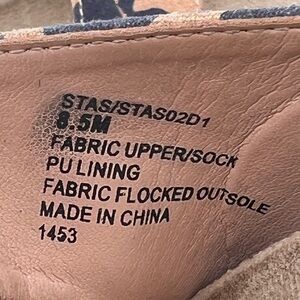 STAS/STAS02D1
8.5M
FABRIC UPPER/SOCK
PU LINING
FABRIC FLOCKED OUTSOLE
MADE IN CHINA
1453